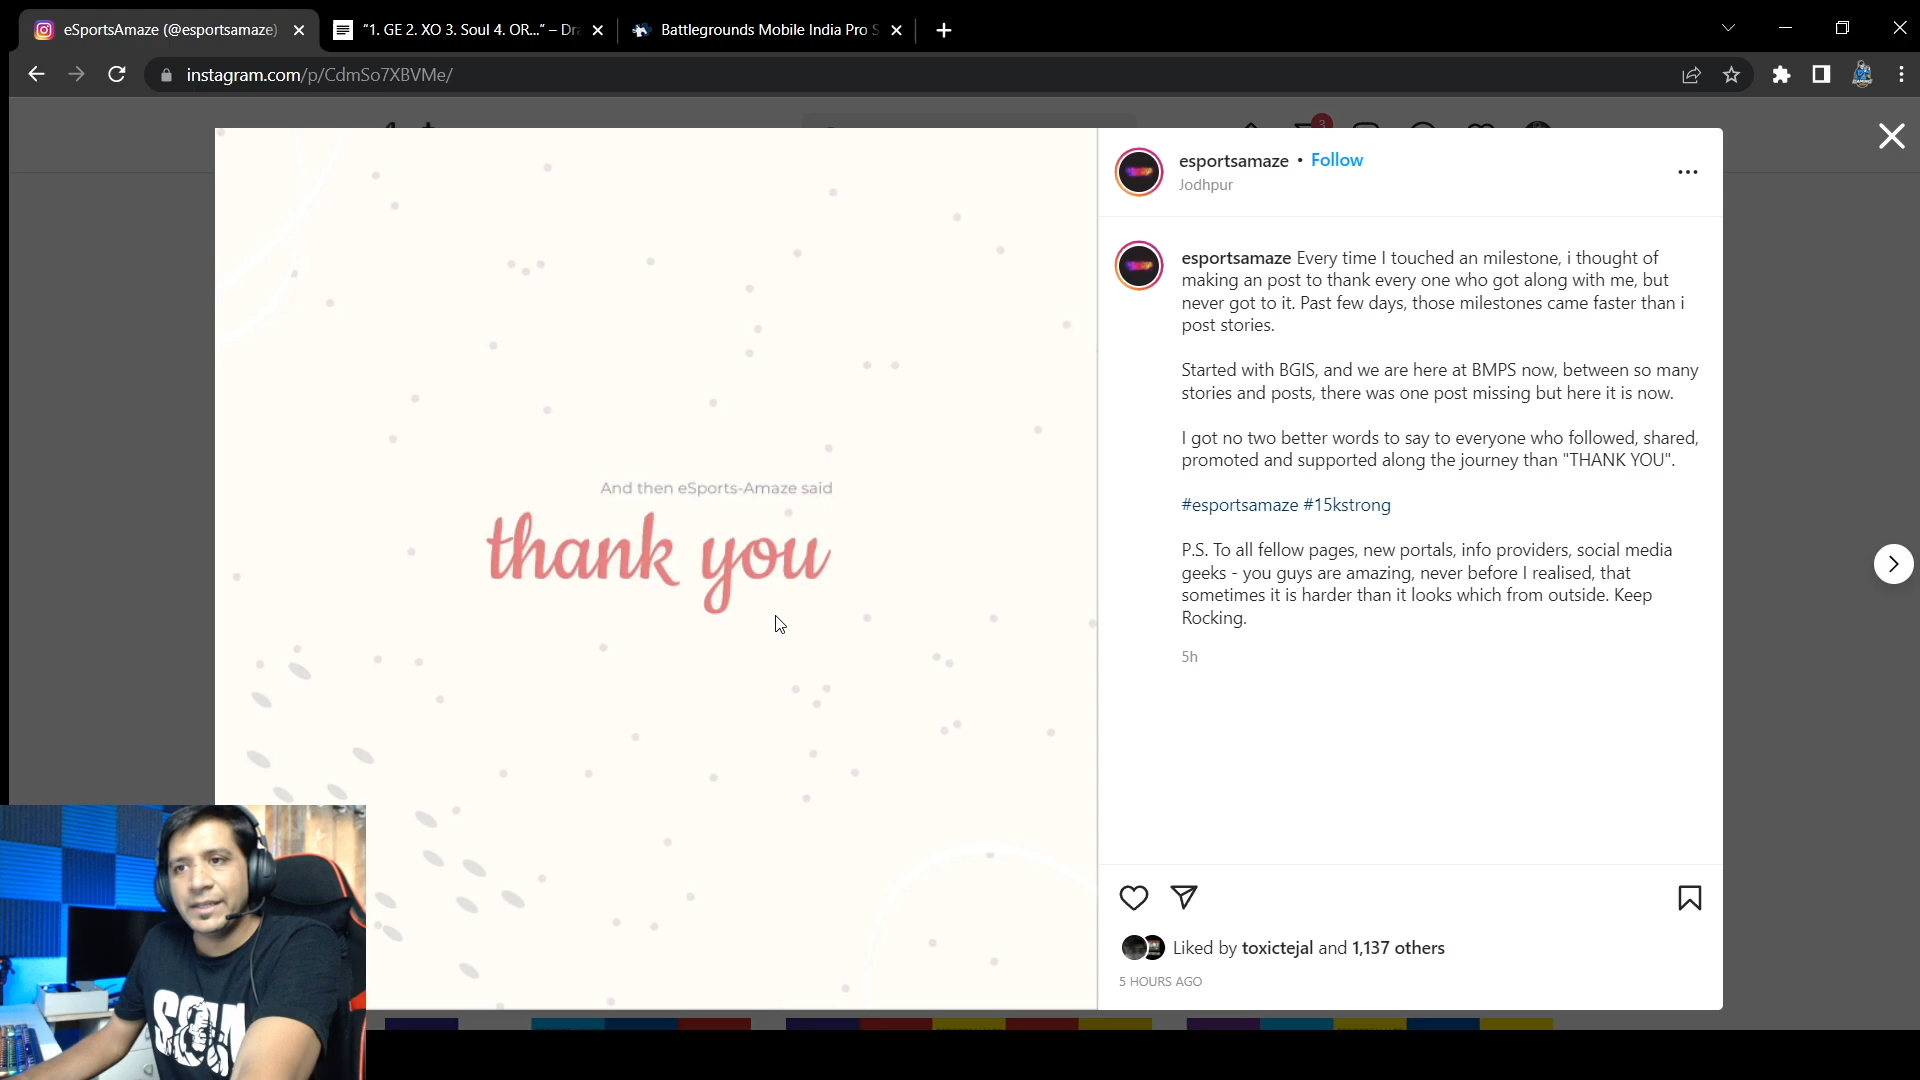 eSportsAmaze (@esportsamaze)
"1. GE 2. XO 3. Soul 4. OR..." – Dr
Battlegrounds Mobile India Pro S
instagram.com/p/CdmSo7XBVMe/
3
esportsamaze • Follow
Jodhpur
esportsamaze Every time I touched an milestone, i thought of
making an post to thank every one who got along with me, but
never got to it. Past few days, those milestones came faster than i
post stories.
Started with BGIS, and we are here at BMPS now, between so many
stories and posts, there was one post missing but here it is now.
I got no two better words to say to everyone who followed, shared,
promoted and supported along the journey than "THANK YOU".
#esportsamaze #15kstrong
P.S. To all fellow pages, new portals, info providers, social media
geeks - you guys are amazing, never before I realised, that
sometimes it is harder than it looks which from outside. Keep
Rocking.
5h
And then eSports-Amaze said
thank you
Liked by toxictejal and 1,137 others
5 HOURS AGO